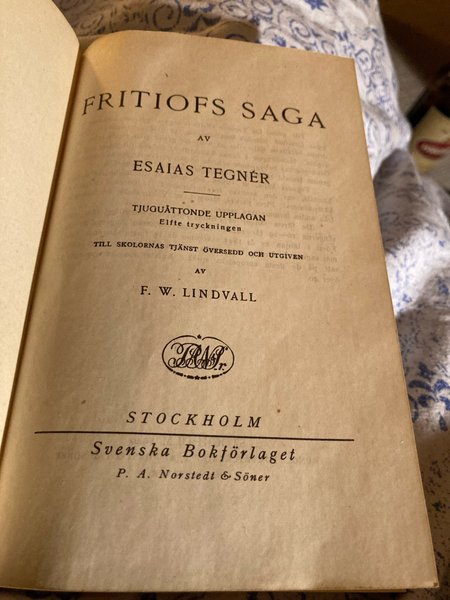 FRITIOFS SAGA
AV
ESAIAS TEGNÉR
TJUGUÅTTONDE UPPLAGAN
Elfte tryckningen
TILL SKOLORNAS TJÄNST ÖVERSEDD OCH UTGIVEN
AV
F. W. LINDVALL
STOCKHOLM
Svenska Bokförlaget
P. A. Norstedt & Söner